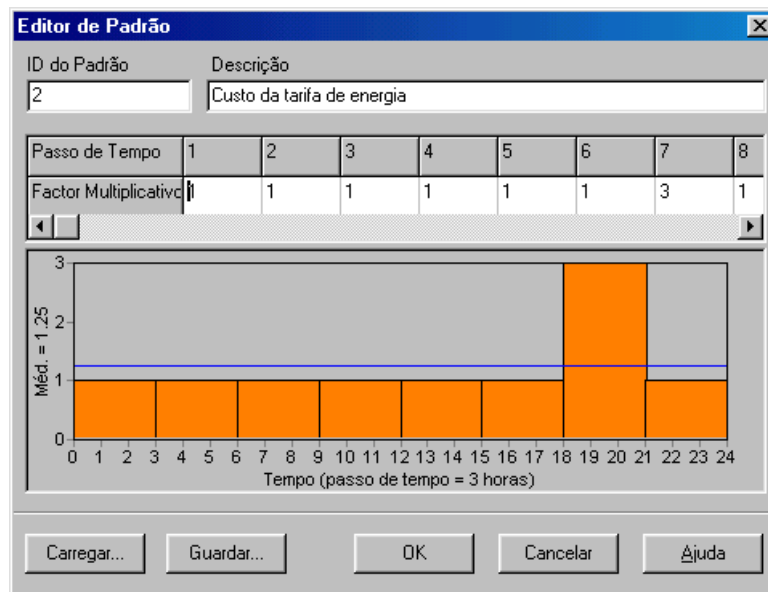 Editor de Padrão
ID do Padrão Descrição
2 Custo da tarifa de energia
Passo de Tempo 1 2 3 4 5 6 7 8
Factor Multiplicativo 1 1 1 1 1 1 3 1
3
2
1
0
Méd. = 1.25
0 1 2 3 4 5 6 7 8 9 10 11 12 13 14 15 16 17 18 19 20 21 22 23 24
Tempo (passo de tempo = 3 horas)
Carregar... Guardar... OK Cancelar Ajuda